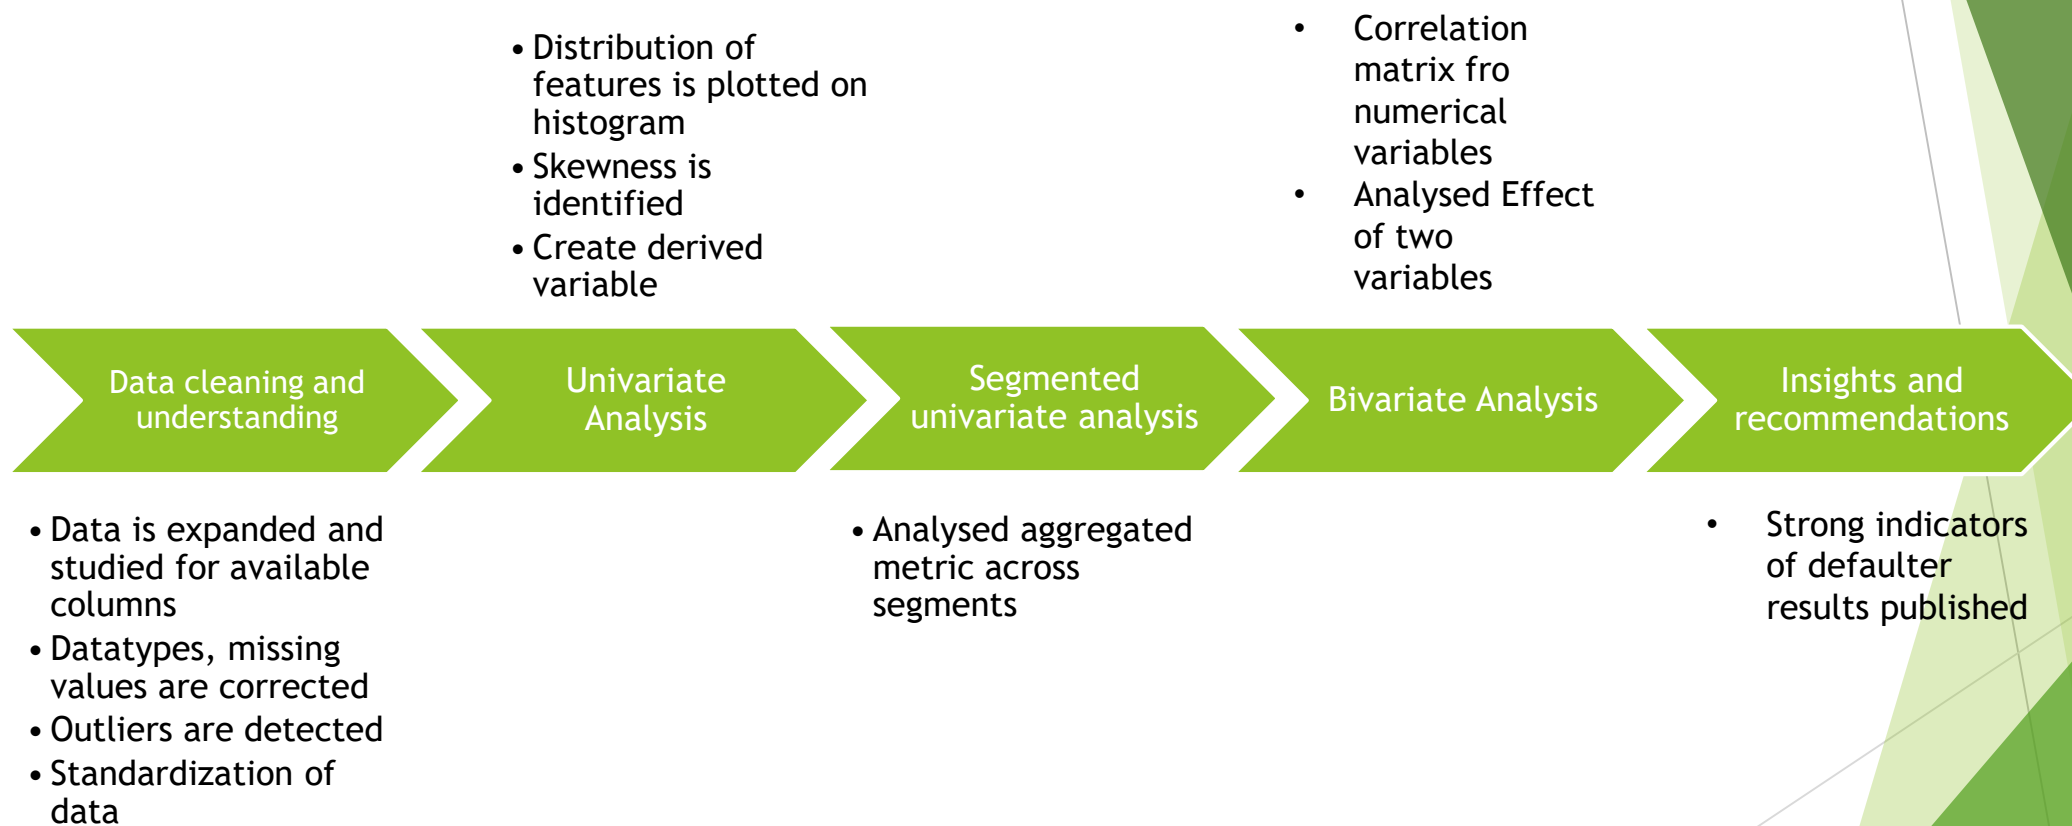 • Distribution of
features is plotted on
histogram
• Skewness is
identified
• Create derived
variable
• Correlation
matrix fro
numerical
variables
• Analysed Effect
of two
variables
Data cleaning and
understanding
Univariate
Analysis
Segmented
univariate analysis
Bivariate Analysis
Insights and
recommendations
• Data is expanded and
studied for available
columns
• Datatypes, missing
values are corrected
• Outliers are detected
• Standardization of
data
• Analysed aggregated
metric across
segments
• Strong indicators
of defaulter
results published